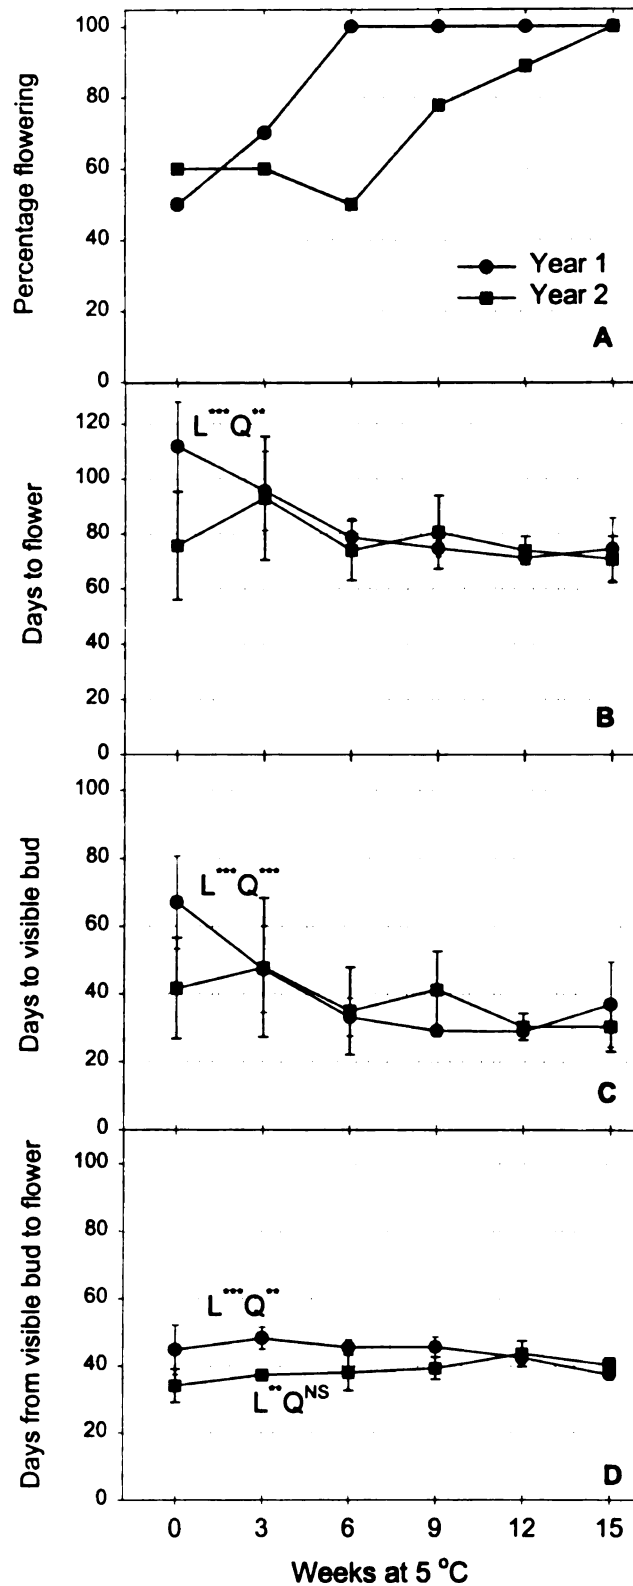 Percentage flowering
100
80
60
40
20
0
Year 1
Year 2
A
Days to flower
120
100
80
60
40
20
0
L***Q**
B
Days to visible bud
100
80
60
40
20
0
L***Q***
C
Days from visible bud to flower
100
80
60
40
20
0
L***Q**
L**Q^NS
D
0 3 6 9 12 15
Weeks at 5 °C